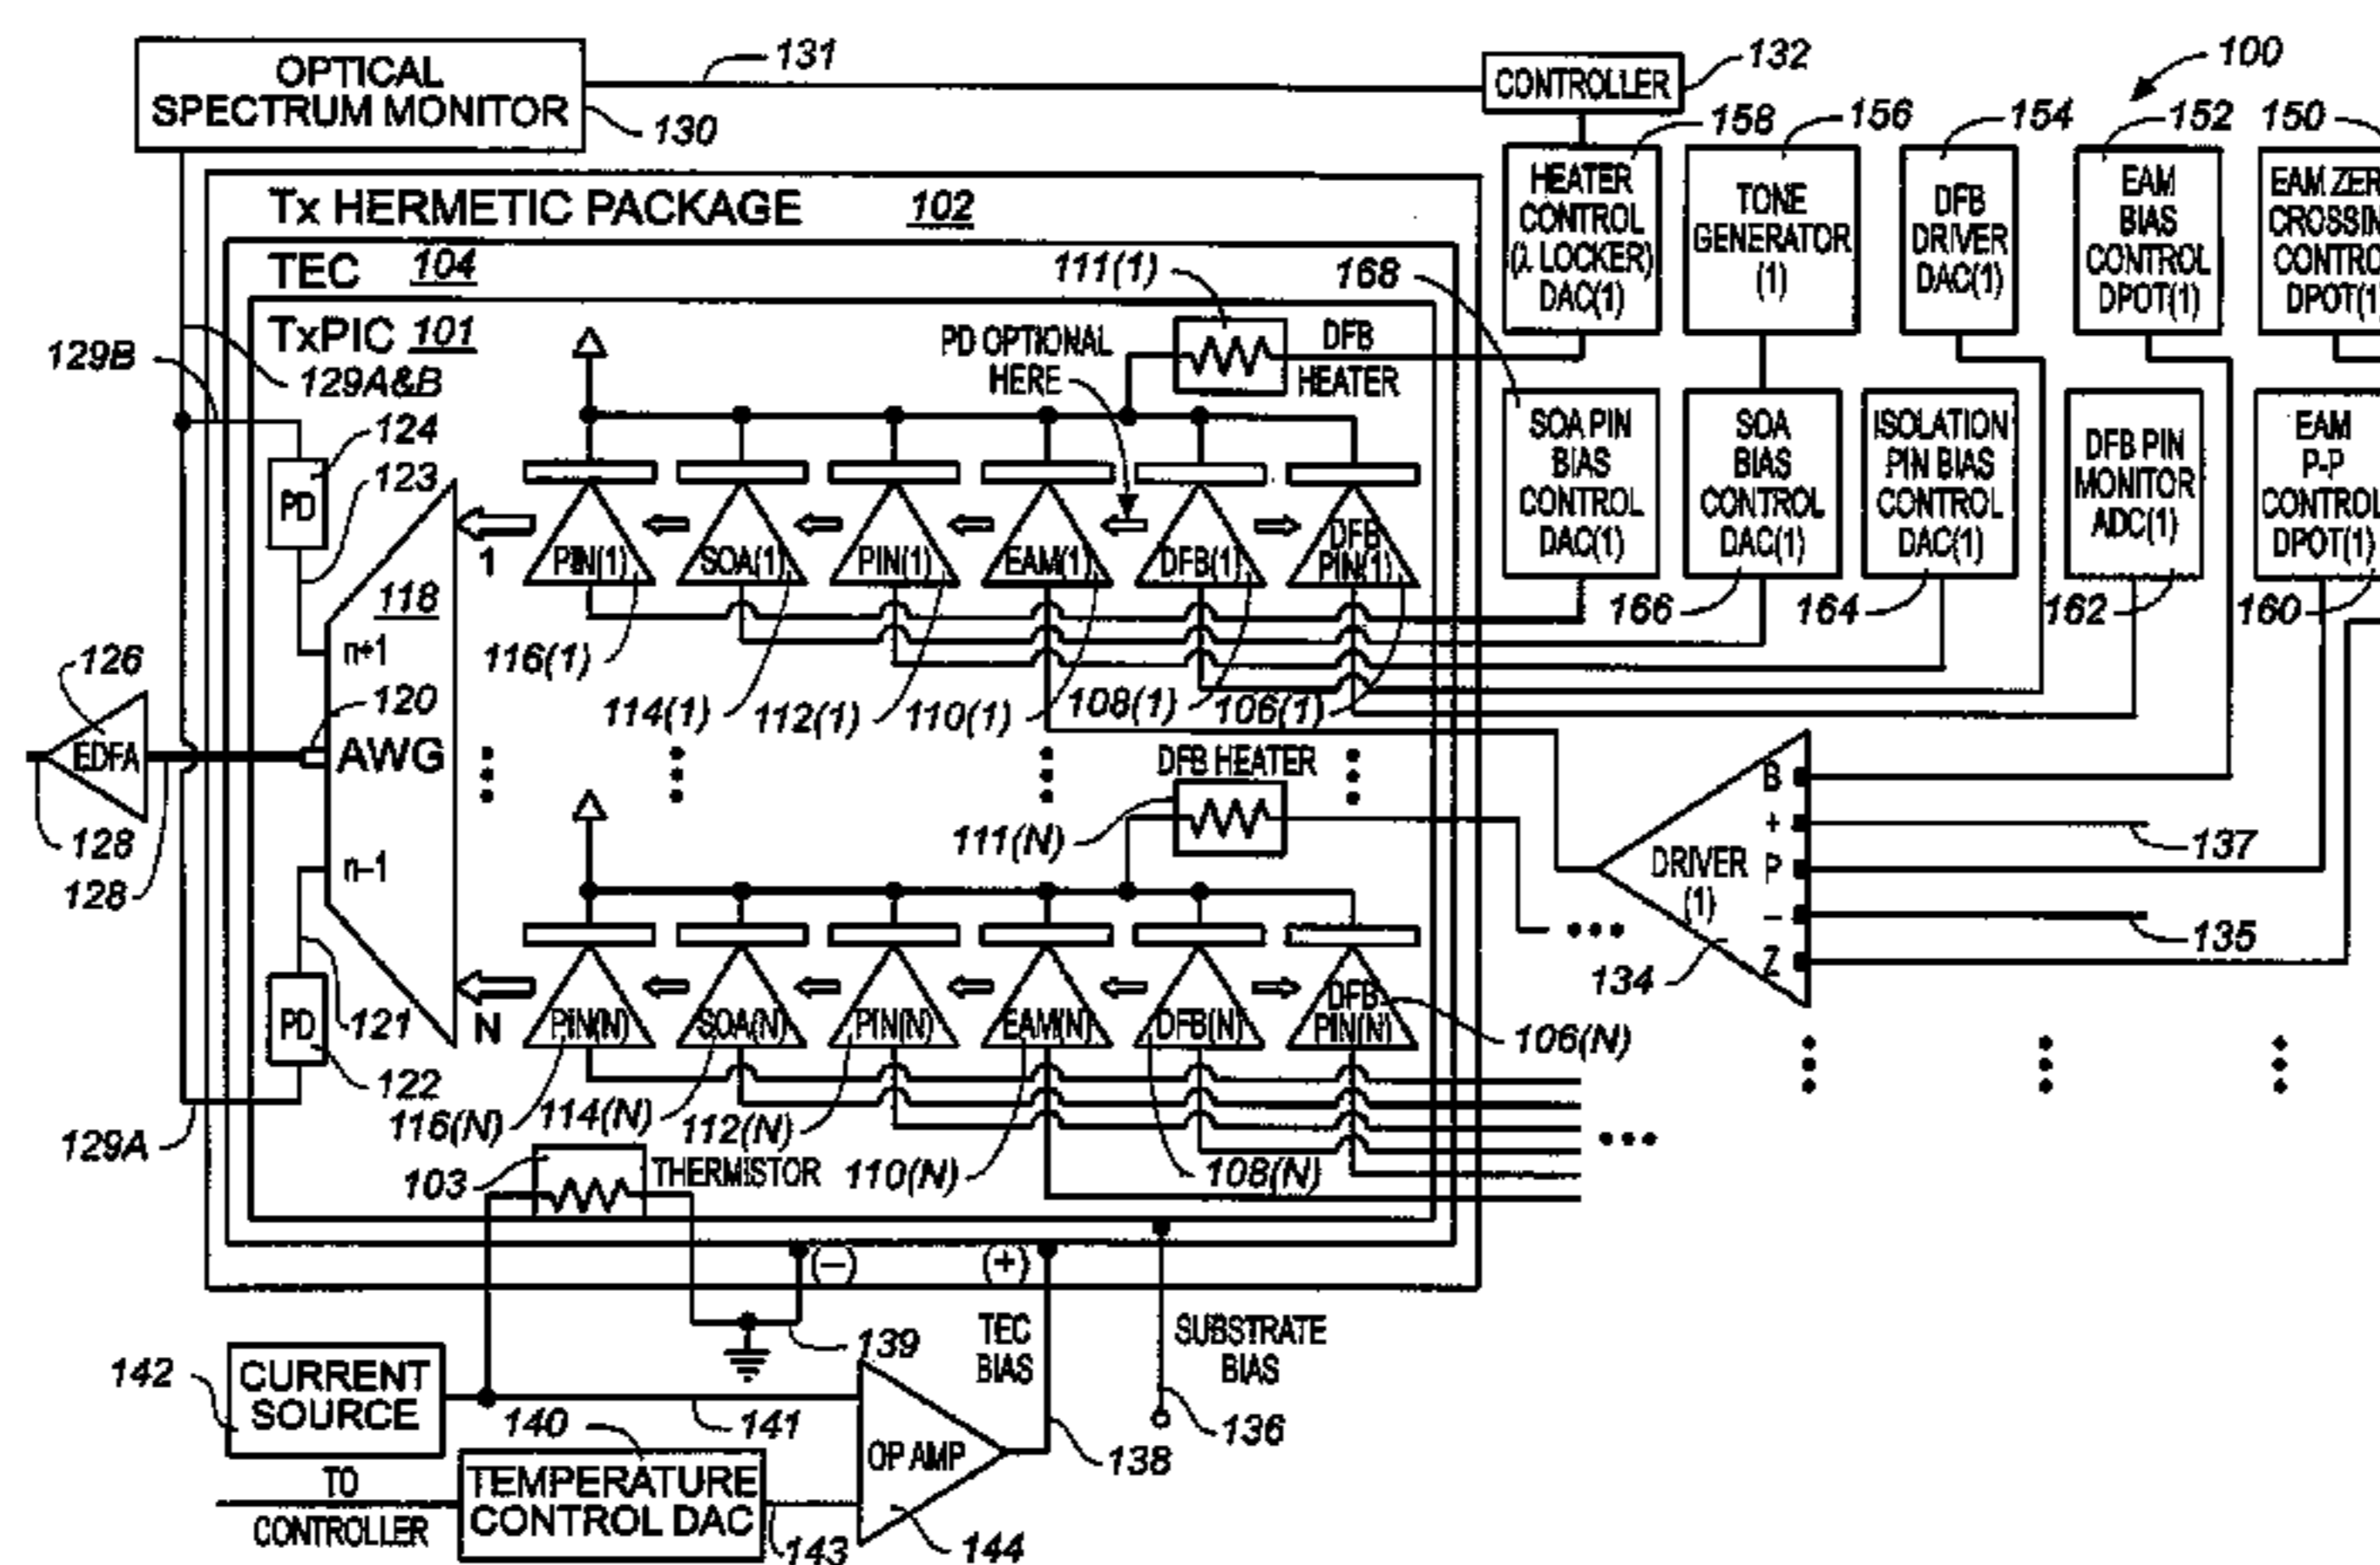 OPTICAL
SPECTRUM MONITOR
130
131
CONTROLLER
132
100
158
156
154
152
150
HEATER
CONTROL
(λ LOCKER)
DAC(1)
TONE
GENERATOR
(1)
DFB
DRIVER
DAC(1)
EAM
BIAS
CONTROL
DPOT(1)
CROSSIN
DPOT(1
Tx HERMETIC PACKAGE 102
TEC 104
TxPIC 101
129B
129A&B
111(1)
168
PD OPTIONAL
HERE
DFB
HEATER
124
123
PD
SOA PIN
BIAS
CONTROL
DAC(1)
SOA
BIAS
CONTROL
DAC(1)
ISOLATION
PIN BIAS
CONTROL
DAC(1)
DFB PIN
MONITOR
ADC(1)
EAM
P-P
CONTROL
DPOT(1)
166
164
162
160
1
PIN(1)
SOA(1)
PIN(1)
EAM(1)
DFB(1)
DFB
PIN(1)
118
n+1
116(1)
114(1)
112(1)
110(1)
108(1)
106(1)
126
120
EDFA
AWG
128
128
n–1
DFB HEATER
111(N)
B
+
P
–
Z
DRIVER
(1)
137
135
134
PD
121
122
129A
N
PIN(N)
SOA(N)
PIN(N)
EAM(N)
DFB(N)
DFB
PIN(N)
106(N)
116(N)
114(N)
112(N)
110(N)
108(N)
103
THERMISTOR
(–)
(+)
139
TEC
BIAS
SUBSTRATE
BIAS
142
CURRENT
SOURCE
141
140
OP AMP
138
136
TO
CONTROLLER
TEMPERATURE
CONTROL DAC
143
144